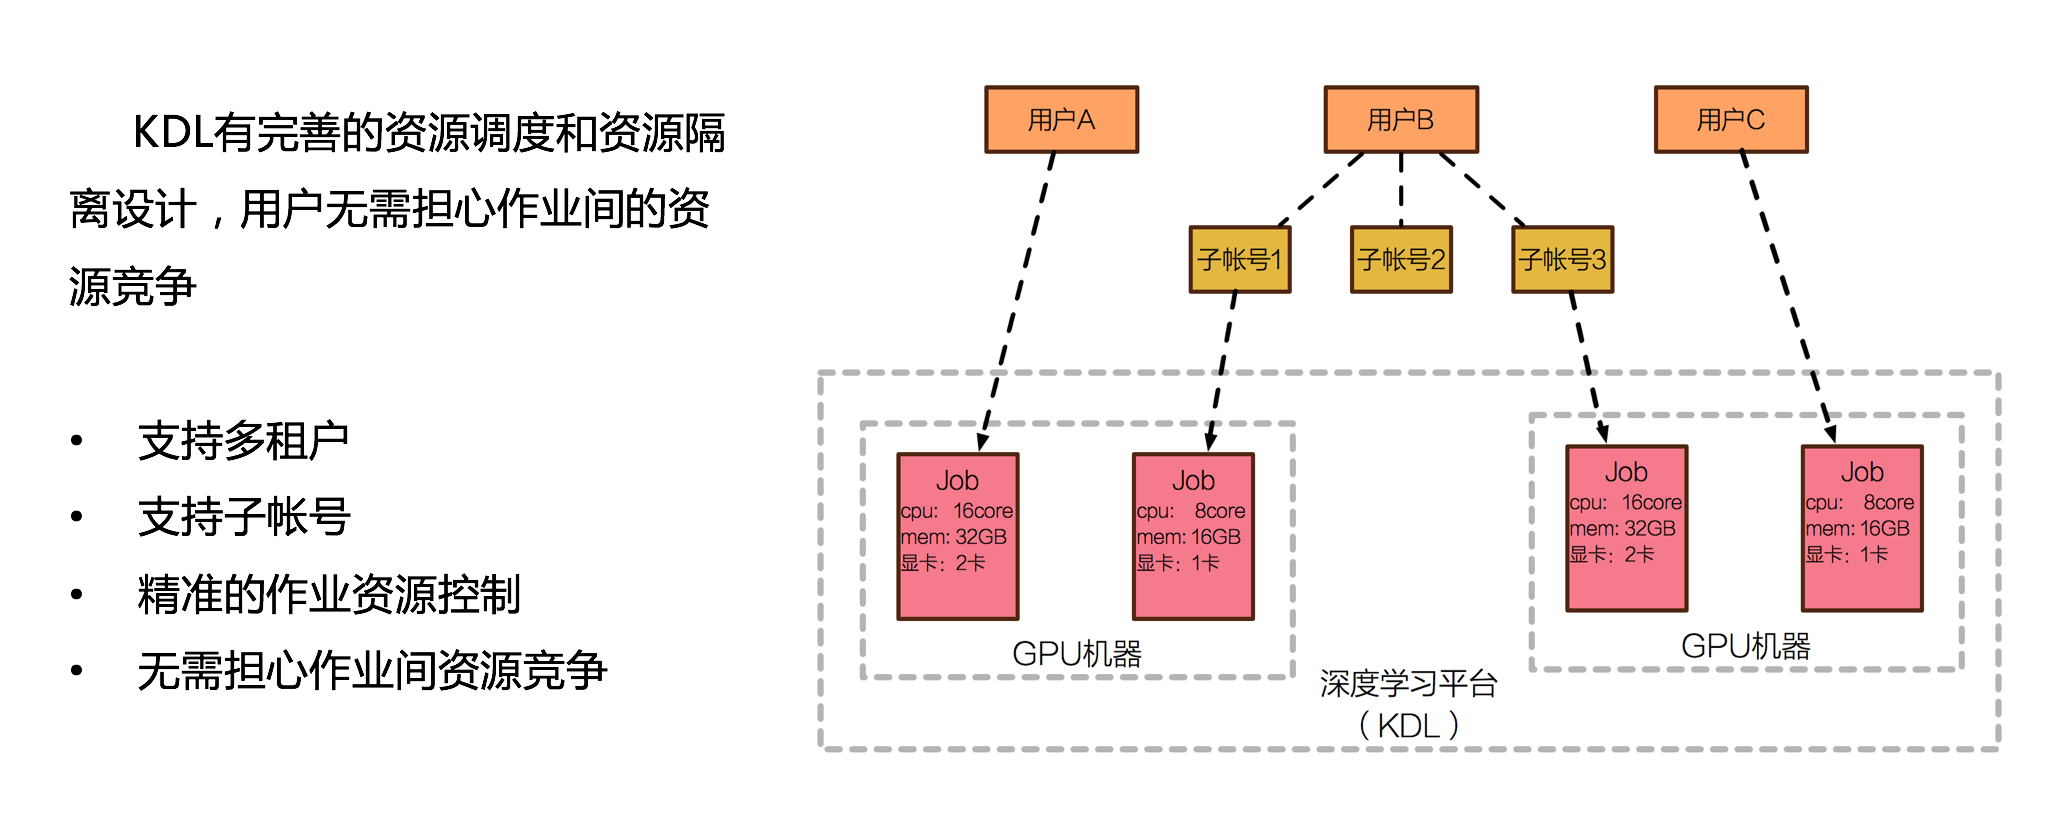 KDL有完善的资源调度和资源隔
离设计，用户无需担心作业间的资
源竞争
• 支持多租户
• 支持子帐号
• 精准的作业资源控制
• 无需担心作业间资源竞争
用户A
用户B
用户C
子帐号1
子帐号2
子帐号3
Job
cpu: 16core
mem: 32GB
显卡: 2卡
Job
cpu: 8core
mem: 16GB
显卡: 1卡
GPU机器
Job
cpu: 16core
mem: 32GB
显卡: 2卡
Job
cpu: 8core
mem: 16GB
显卡: 1卡
GPU机器
深度学习平台
（KDL）